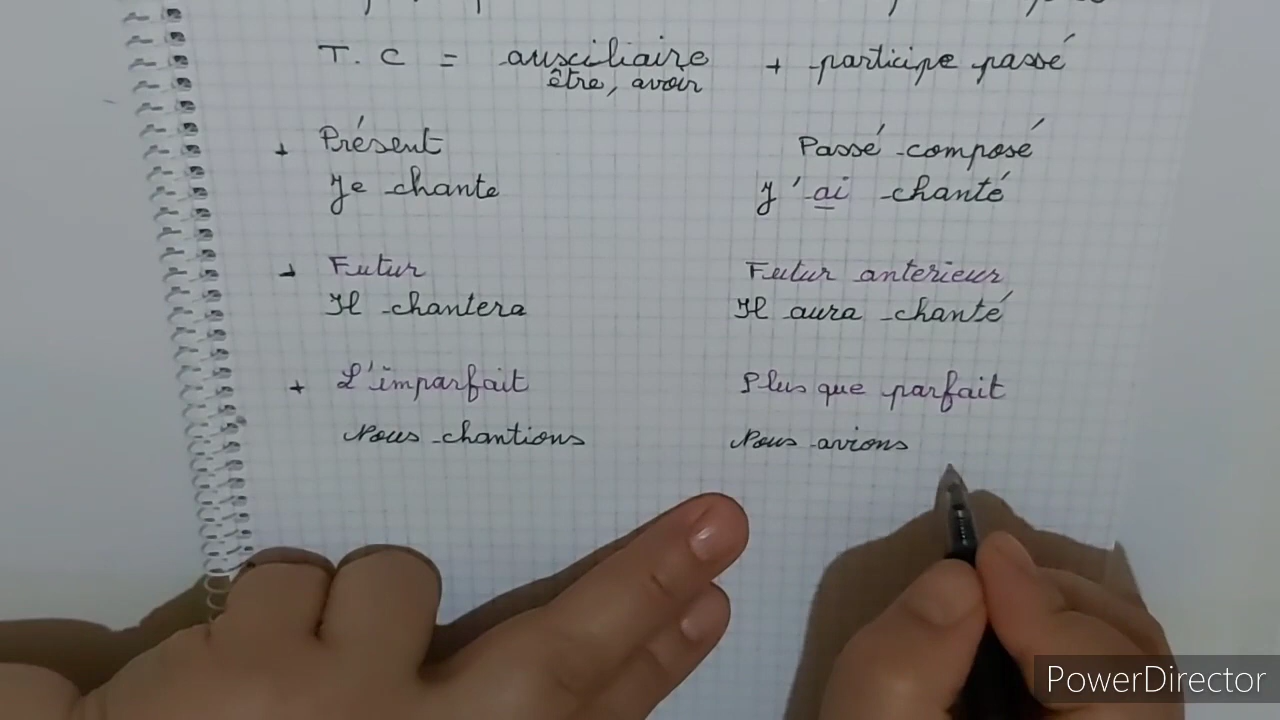 T. C = auxiliaire + participe passé
être, avoir
+ Présent Passé composé
Je chante J'ai chanté
+ Futur Futur anterieur
Il chantera Il aura chanté
+ L'imparfait Plus que parfait
Nous chantions Nous avions
PowerDirector